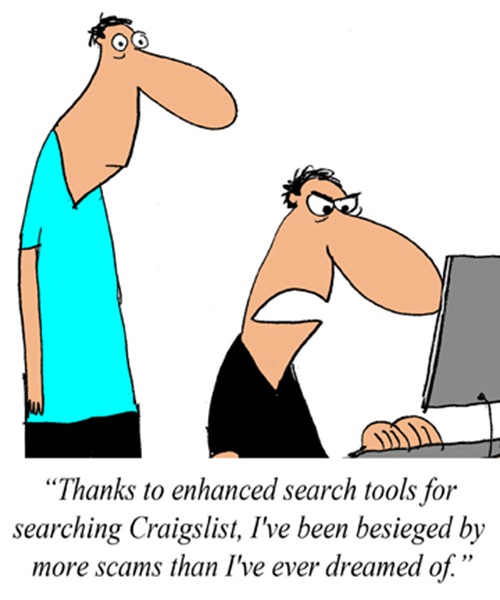 “Thanks to enhanced search tools for
searching Craigslist, I've been besieged by
more scams than I've ever dreamed of.”